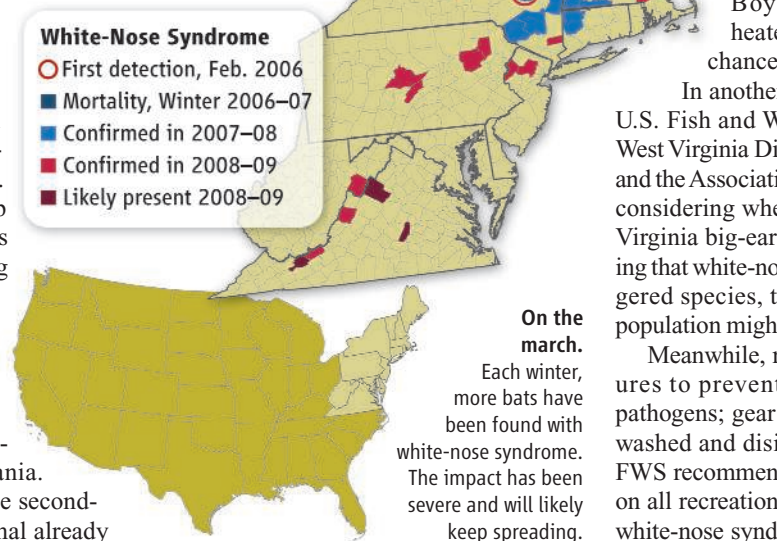 White-Nose Syndrome
First detection, Feb. 2006
Mortality, Winter 2006–07
Confirmed in 2007–08
Confirmed in 2008–09
Likely present 2008–09
On the
march.
Each winter,
more bats have
been found with
white-nose syndrome.
The impact has been
severe and will likely
keep spreading.
In another
U.S. Fish and W
West Virginia Di
and the Associati
considering whe
Virginia big-ear
ing that white-no
gered species, t
population migh
Meanwhile, r
ures to prevent
pathogens; gear
washed and disi
FWS recommen
on all recreation
white-nose synd
ania.
e second-
nal already